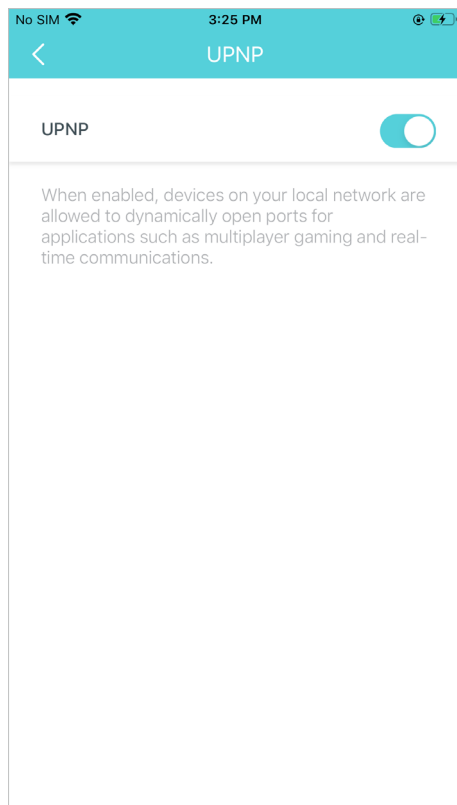 No SIM 3:25 PM
UPNP
UPNP
When enabled, devices on your local network are
allowed to dynamically open ports for
applications such as multiplayer gaming and real-
time communications.